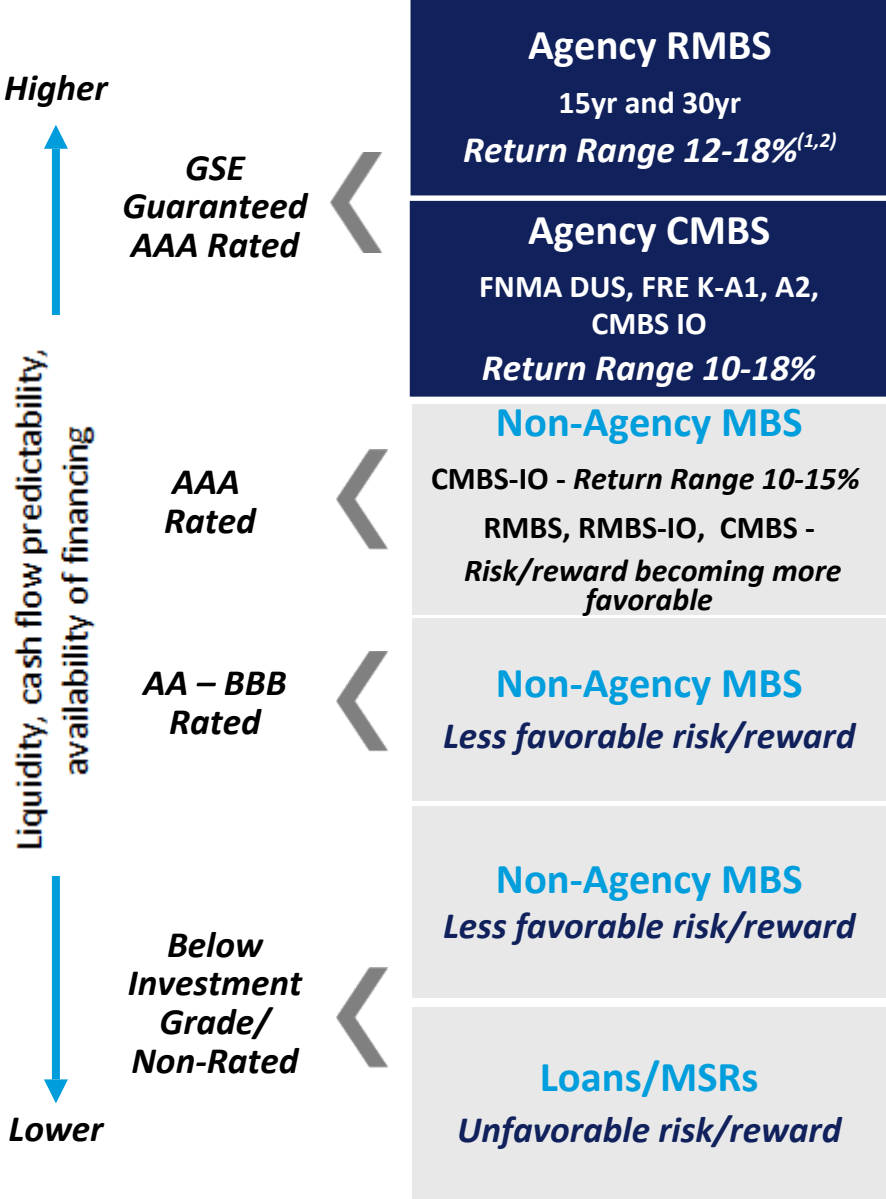 Higher
Liquidity, cash flow predictability,
availability of financing
Lower
GSE
Guaranteed
AAA Rated
Agency RMBS
15yr and 30yr
Return Range 12-18%(1,2)
Agency CMBS
FNMA DUS, FRE K-A1, A2,
CMBS IO
Return Range 10-18%
AAA
Rated
Non-Agency MBS
CMBS-IO - Return Range 10-15%
RMBS, RMBS-IO, CMBS -
Risk/reward becoming more
favorable
AA – BBB
Rated
Non-Agency MBS
Less favorable risk/reward
Below
Investment
Grade/
Non-Rated
Non-Agency MBS
Less favorable risk/reward
Loans/MSRs
Unfavorable risk/reward